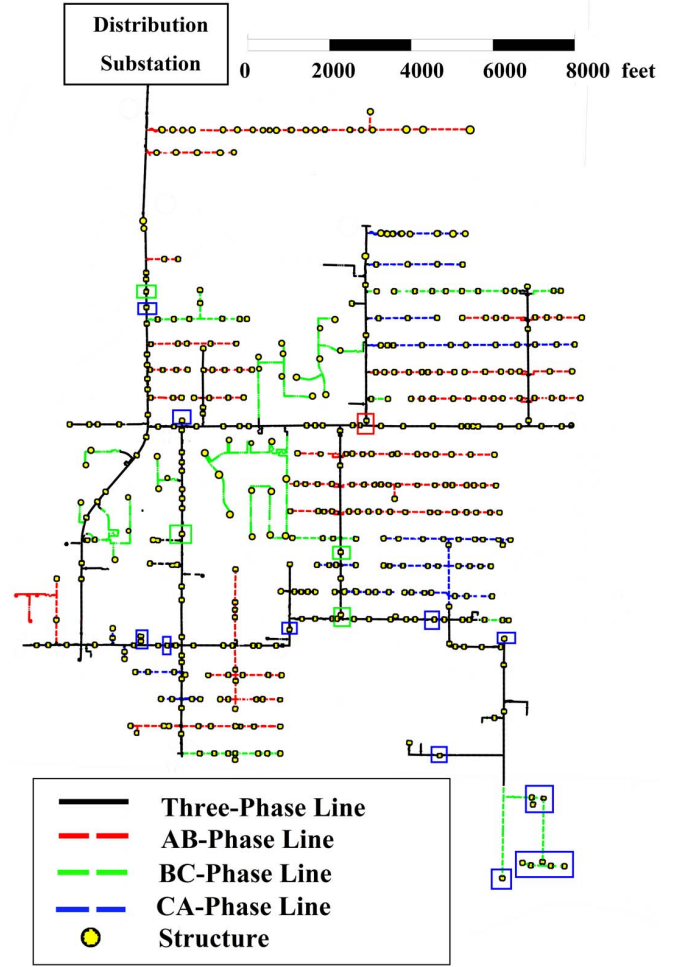 Distribution
Substation
0 2000 4000 6000 8000 feet
Three-Phase Line
AB-Phase Line
BC-Phase Line
CA-Phase Line
Structure